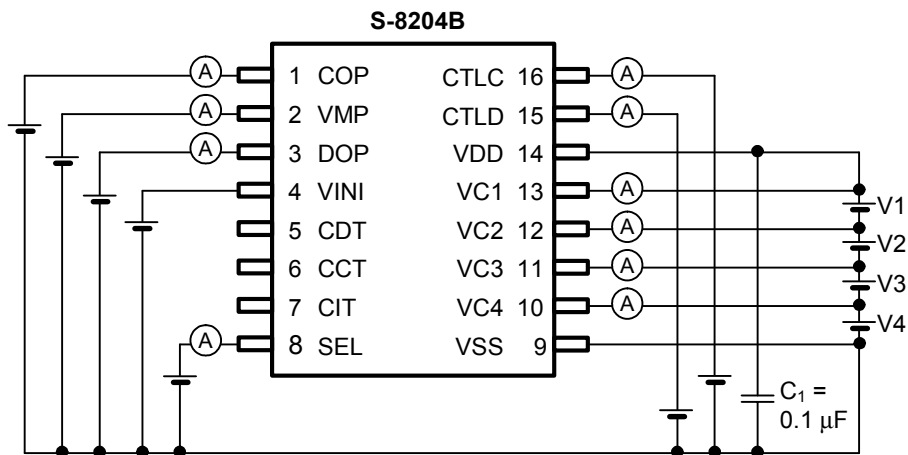 S-8204B
A 1 COP CTLC 16 A
A 2 VMP CTLD 15 A
A 3 DOP VDD 14
4 VINI VC1 13 A
V1
5 CDT VC2 12 A
V2
6 CCT VC3 11 A
V3
7 CIT VC4 10 A
V4
A 8 SEL VSS 9
C₁ =
0.1 μF